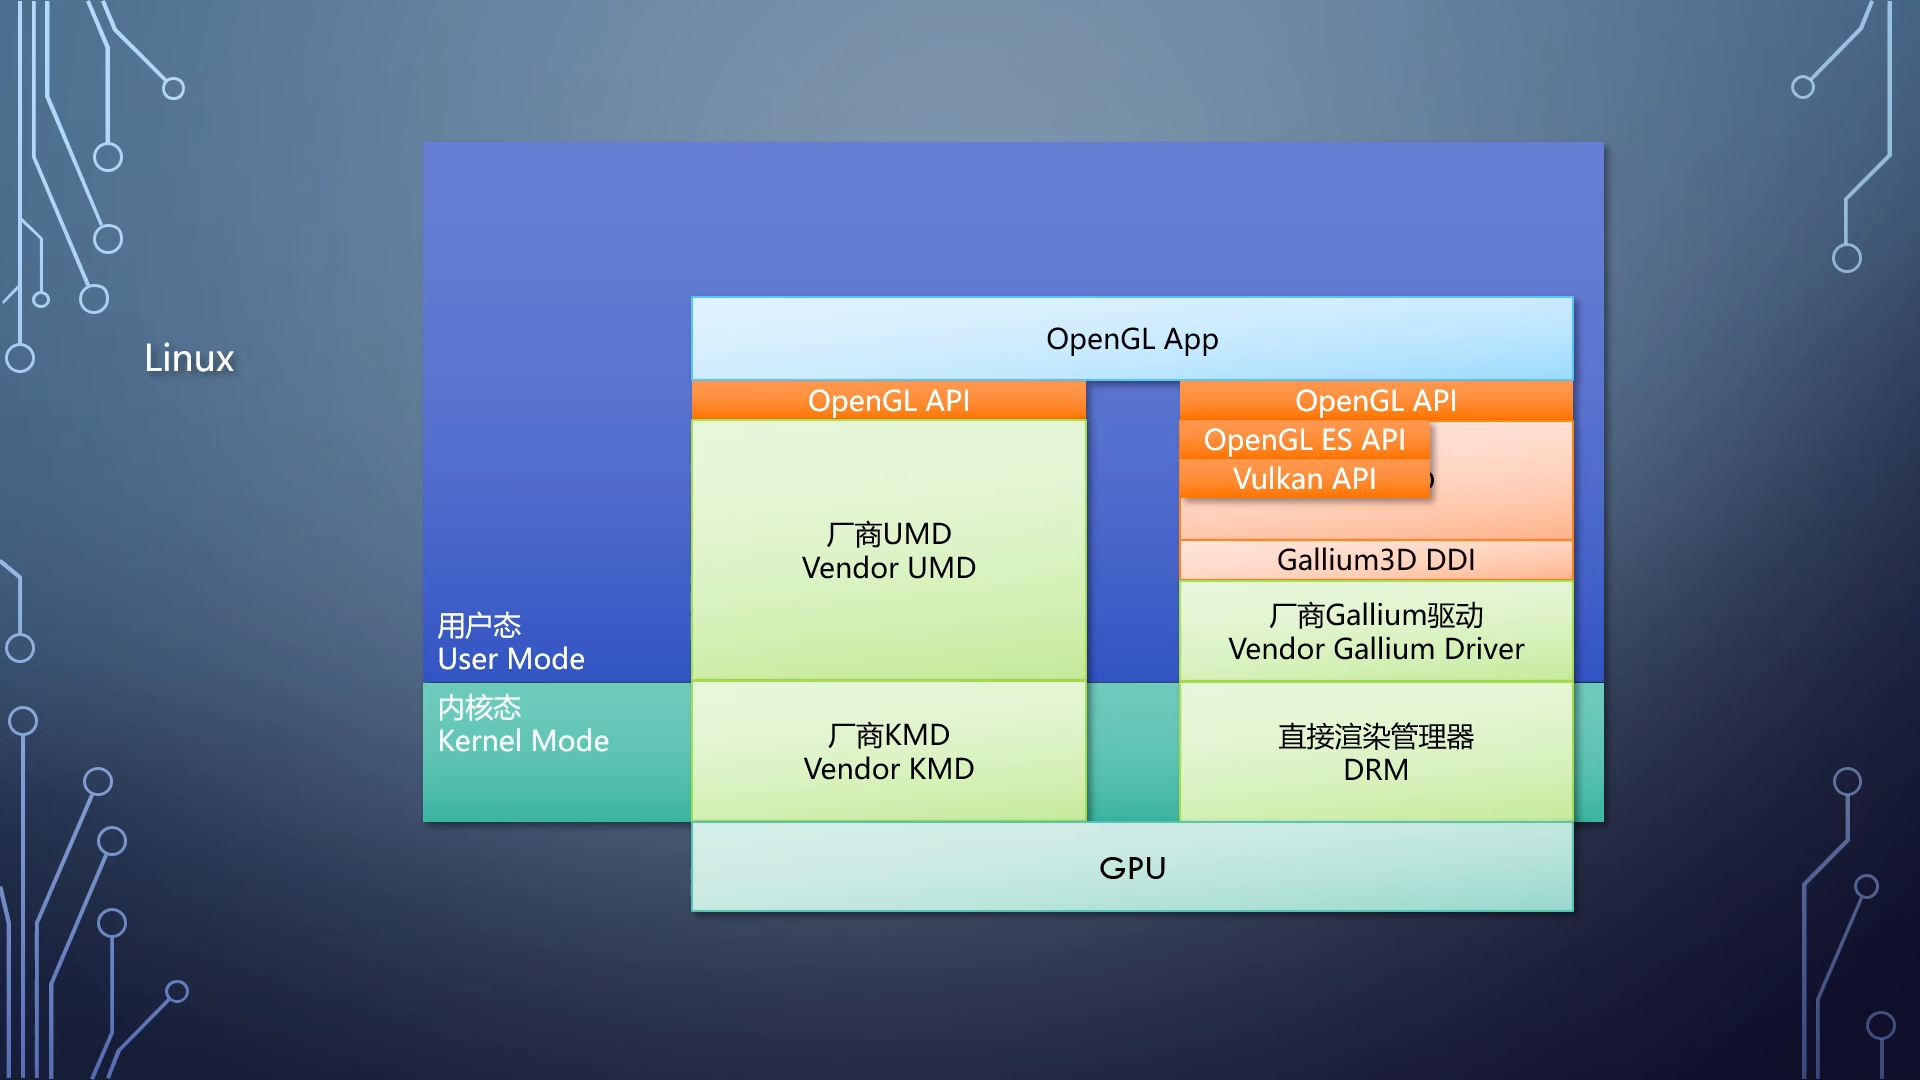 Linux
OpenGL App
OpenGL API
OpenGL API
OpenGL ES API
Vulkan API
厂商UMD
Vendor UMD
Gallium3D DDI
厂商Gallium驱动
Vendor Gallium Driver
用户态
User Mode
内核态
Kernel Mode
厂商KMD
Vendor KMD
直接渲染管理器
DRM
GPU